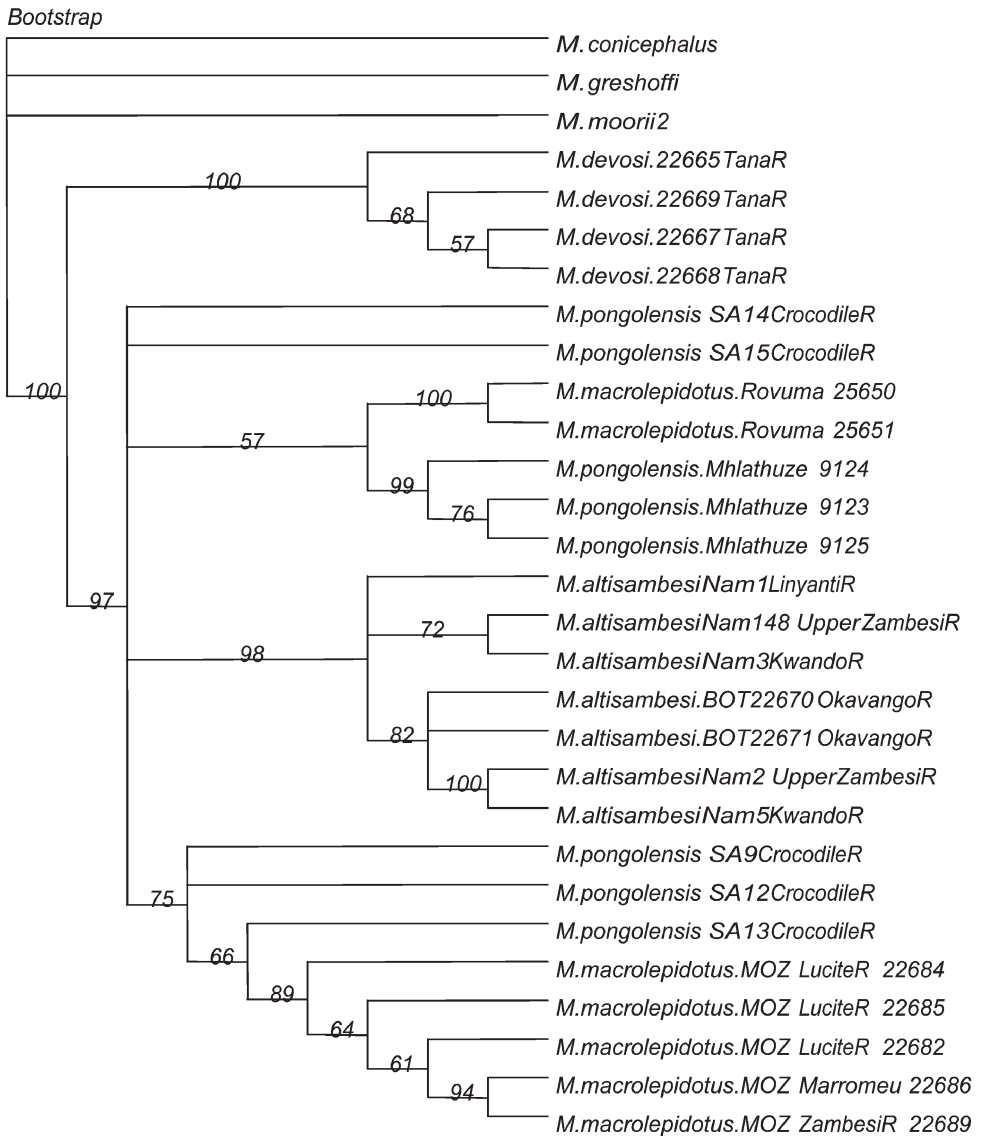 Bootstrap
M.conicephalus
M.greshoffi
M.moorii2
M.devosi.22665TanaR
100
M.devosi.22669TanaR
68
M.devosi.22667TanaR
57
M.devosi.22668TanaR
M.pongolensis SA14CrocodileR
M.pongolensis SA15CrocodileR
100
M.macrolepidotus.Rovuma 25650
100
M.macrolepidotus.Rovuma 25651
57
M.pongolensis.Mhlathuze 9124
99
M.pongolensis.Mhlathuze 9123
76
M.pongolensis.Mhlathuze 9125
M.altisambesiNam1LinyantiR
97
M.altisambesiNam148 UpperZambesiR
72
98
M.altisambesiNam3KwandoR
M.altisambesi.BOT22670OkavangoR
82
M.altisambesi.BOT22671OkavangoR
M.altisambesiNam2 UpperZambesiR
100
M.altisambesiNam5KwandoR
M.pongolensis SA9CrocodileR
75
M.pongolensis SA12CrocodileR
M.pongolensis SA13CrocodileR
66
M.macrolepidotus.MOZ LuciteR 22684
89
M.macrolepidotus.MOZ LuciteR 22685
64
M.macrolepidotus.MOZ LuciteR 22682
61
M.macrolepidotus.MOZ Marromeu 22686
94
M.macrolepidotus.MOZ ZambesiR 22689